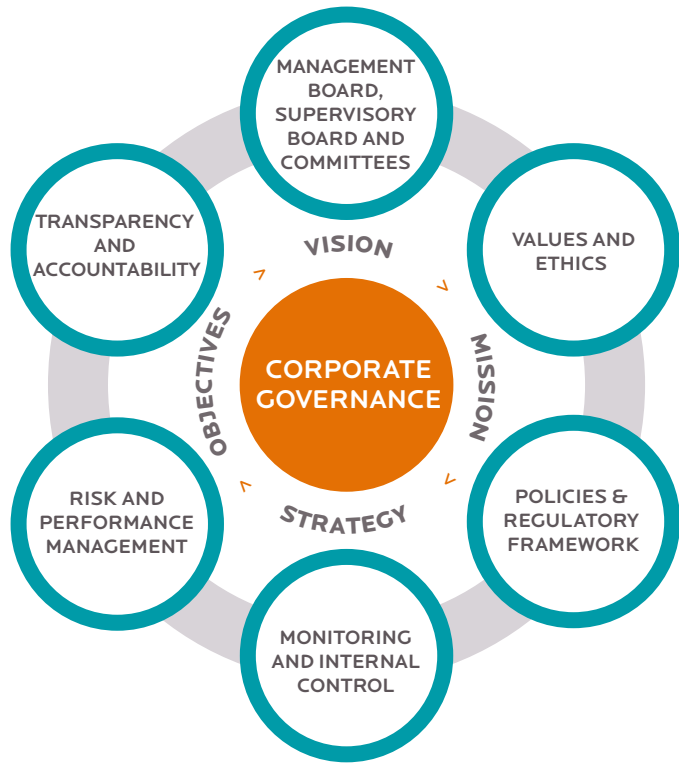 MANAGEMENT
BOARD,
SUPERVISORY
BOARD AND
COMMITTEES
TRANSPARENCY
AND
ACCOUNTABILITY
VALUES AND
ETHICS
VISION
OBJECTIVES
MISSION
CORPORATE
GOVERNANCE
STRATEGY
RISK AND
PERFORMANCE
MANAGEMENT
POLICIES &
REGULATORY
FRAMEWORK
MONITORING
AND INTERNAL
CONTROL